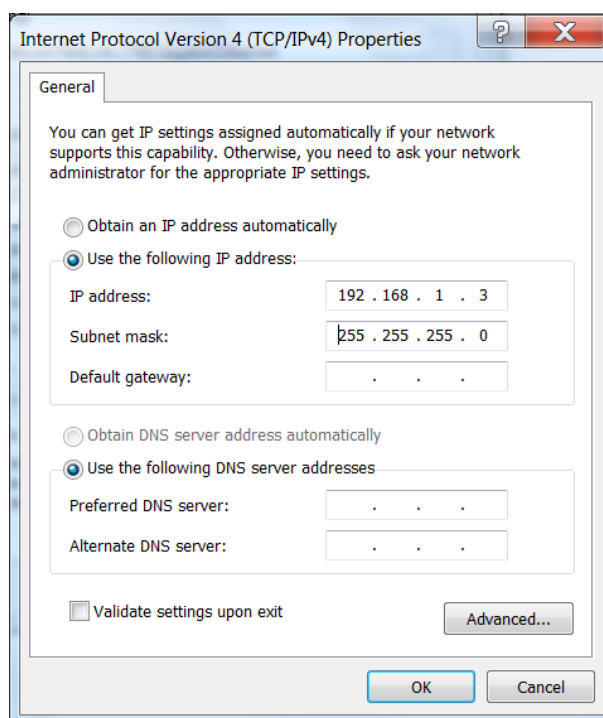 Internet Protocol Version 4 (TCP/IPv4) Properties
General
You can get IP settings assigned automatically if your network
supports this capability. Otherwise, you need to ask your network
administrator for the appropriate IP settings.
Obtain an IP address automatically
Use the following IP address:
IP address: 192 . 168 . 1 . 3
Subnet mask: 255 . 255 . 255 . 0
Default gateway: . . .
Obtain DNS server address automatically
Use the following DNS server addresses
Preferred DNS server: . . .
Alternate DNS server: . . .
Validate settings upon exit
Advanced...
OK Cancel